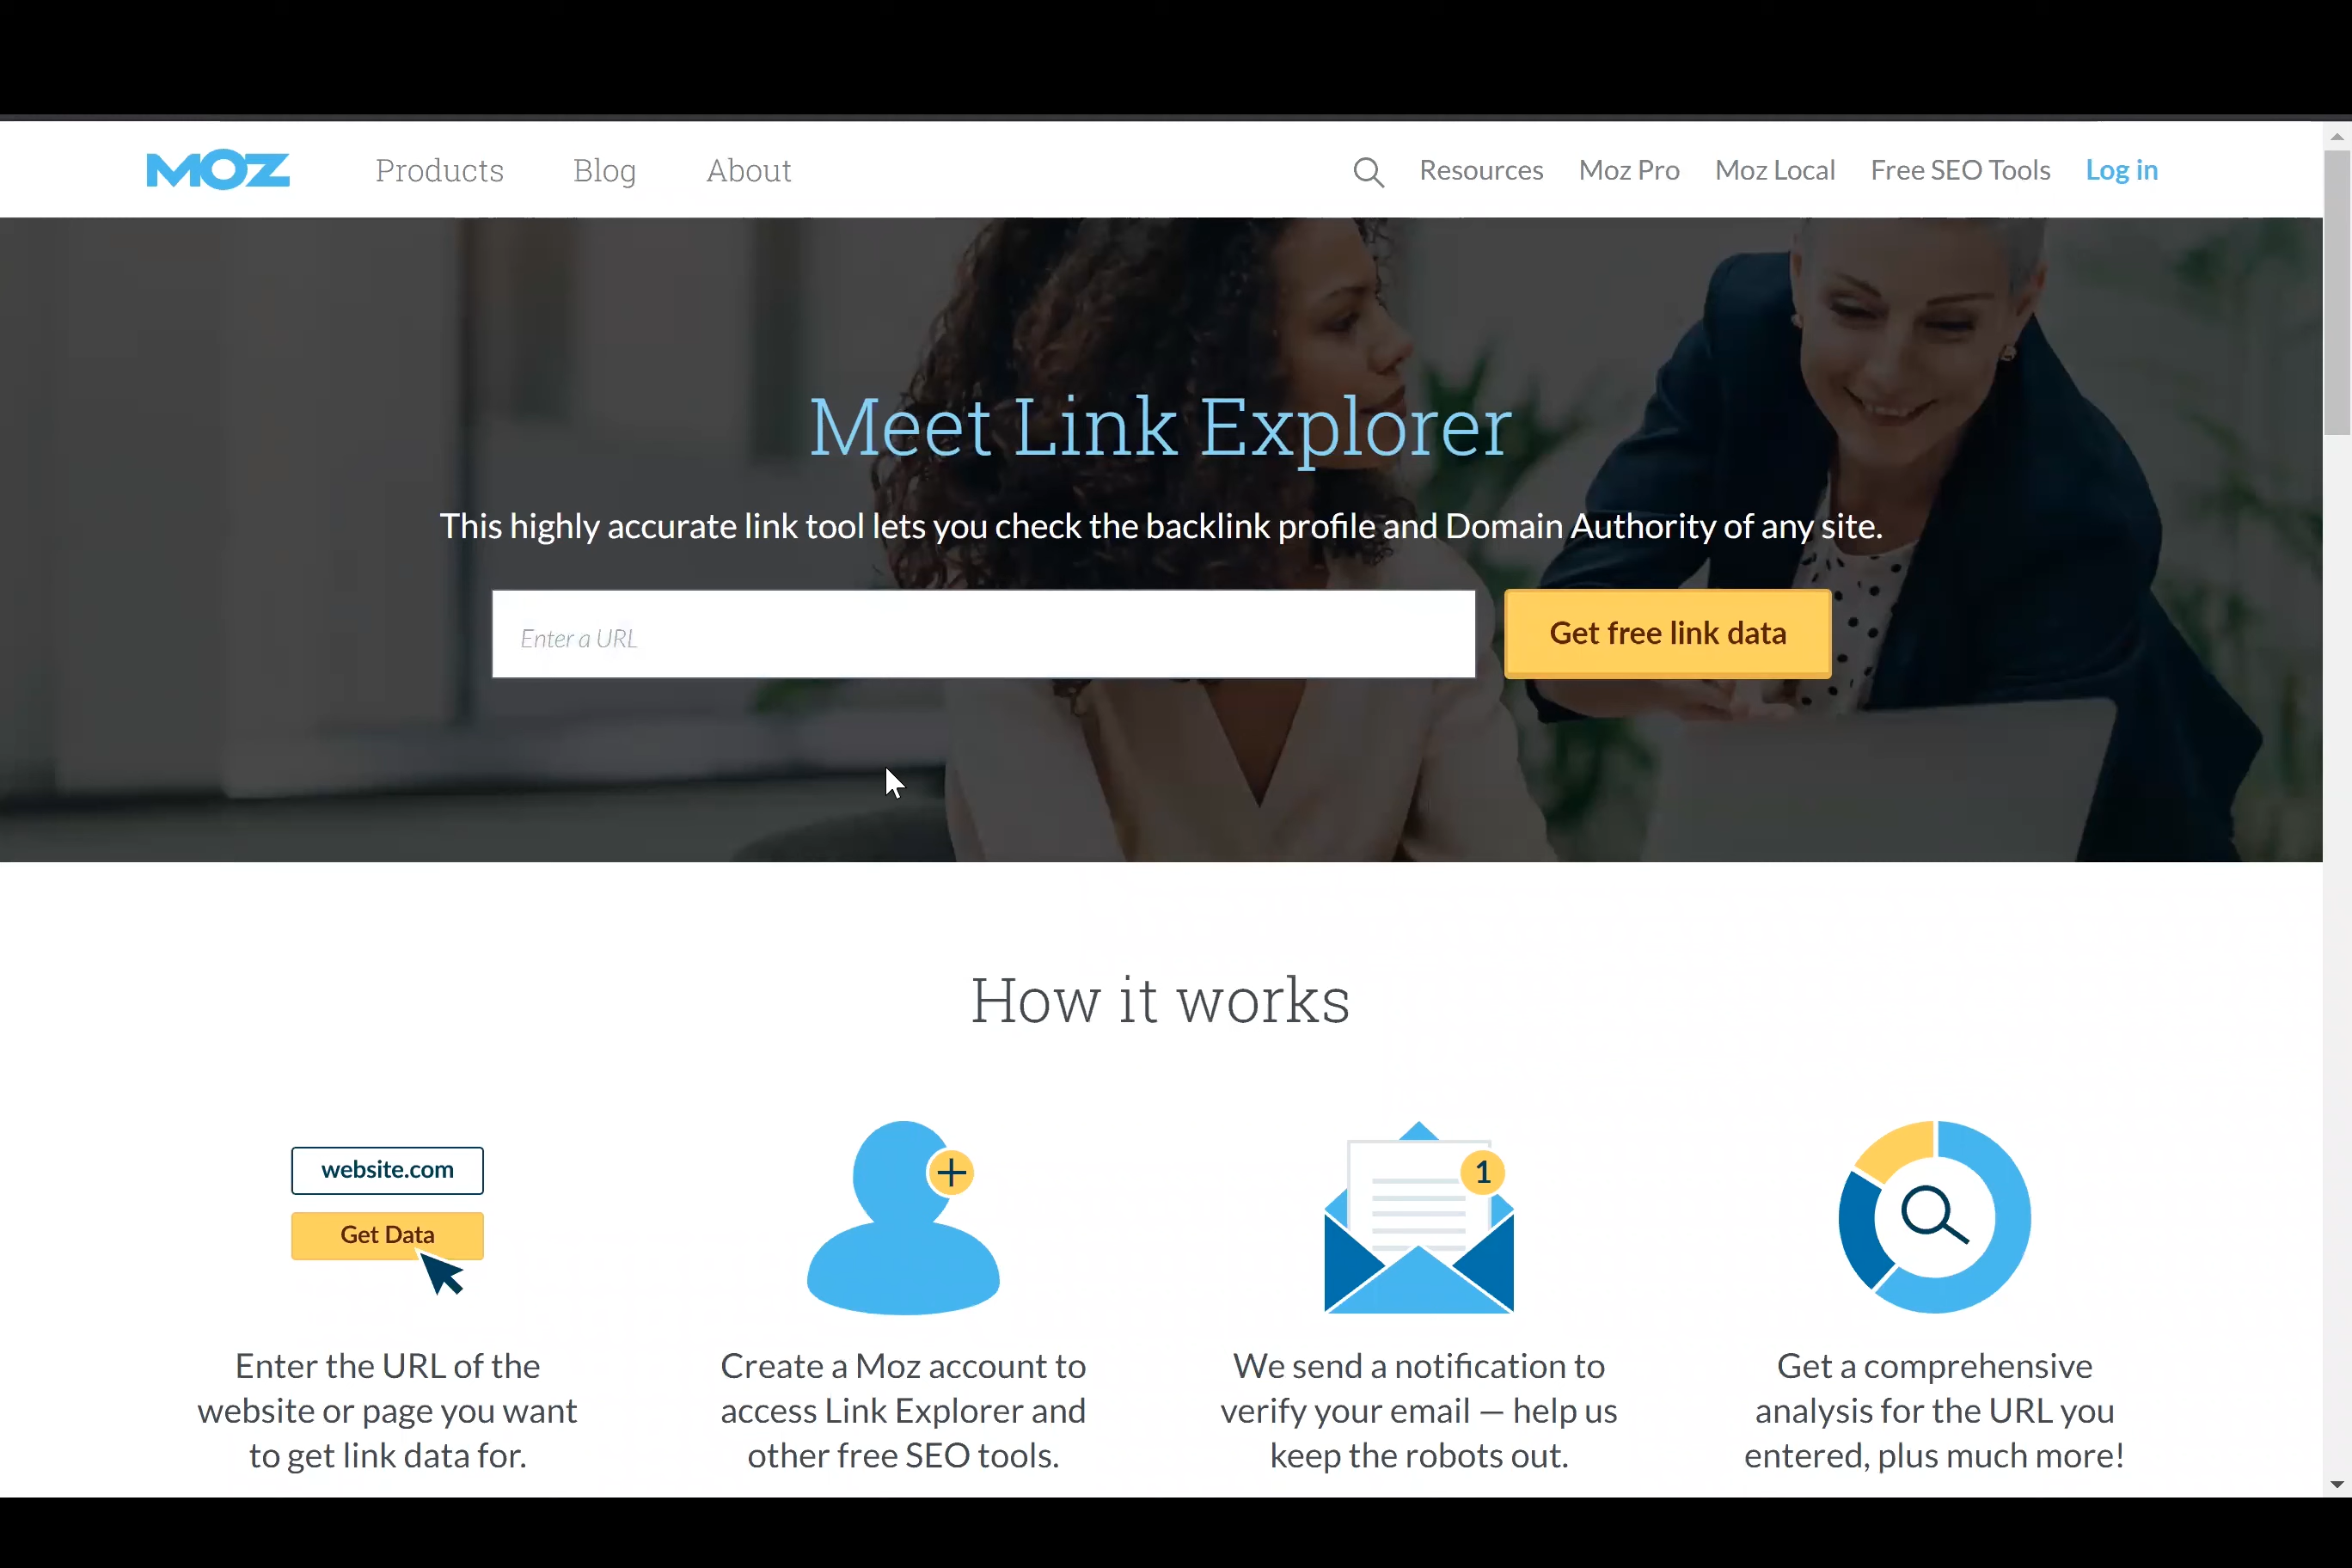 MOZ Products Blog About Resources Moz Pro Moz Local Free SEO Tools Log in
Meet Link Explorer
This highly accurate link tool lets you check the backlink profile and Domain Authority of any site.
Enter a URL
Get free link data
How it works
website.com
Get Data
Enter the URL of the
website or page you want
to get link data for.
Create a Moz account to
access Link Explorer and
other free SEO tools.
1
We send a notification to
verify your email — help us
keep the robots out.
Get a comprehensive
analysis for the URL you
entered, plus much more!